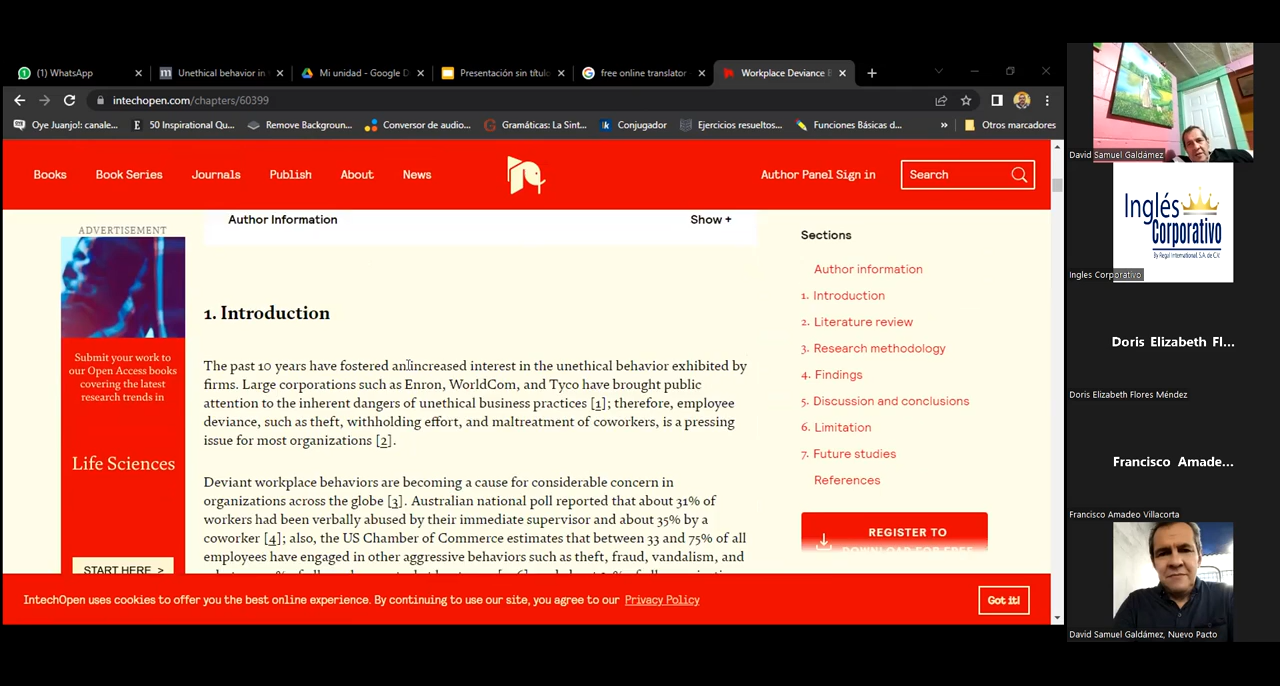 (1) WhatsApp
Unethical behavior in
Mi unidad - Google D
Presentación sin título
free online translator
Workplace Deviance B
intechopen.com/chapters/60399
Oye Juanjo!: canale...
50 Inspirational Qu...
Remove Backgroun...
Conversor de audio...
Gramáticas: La Sint...
Conjugador
Ejercicios resueltos...
Funciones Básicas d...
»
Otros marcadores
Books
Book Series
Journals
Publish
About
News
Author Panel Sign in
Search
Author Information
Show +
ADVERTISEMENT
Submit your work to
our Open Access books
covering the latest
research trends in
Life Sciences
START HERE >
1. Introduction
The past 10 years have fostered an increased interest in the unethical behavior exhibited by
firms. Large corporations such as Enron, WorldCom, and Tyco have brought public
attention to the inherent dangers of unethical business practices [1]; therefore, employee
deviance, such as theft, withholding effort, and maltreatment of coworkers, is a pressing
issue for most organizations [2].
Deviant workplace behaviors are becoming a cause for considerable concern in
organizations across the globe [3]. Australian national poll reported that about 31% of
workers had been verbally abused by their immediate supervisor and about 35% by a
coworker [4]; also, the US Chamber of Commerce estimates that between 33 and 75% of all
employees have engaged in other aggressive behaviors such as theft, fraud, vandalism, and
Sections
Author information
1. Introduction
2. Literature review
3. Research methodology
4. Findings
5. Discussion and conclusions
6. Limitation
7. Future studies
References
REGISTER TO
DOWNLOAD FOR FREE
IntechOpen uses cookies to offer you the best online experience. By continuing to use our site, you agree to our Privacy Policy
Got it!
David Samuel Galdámez
Inglés
Corporativo
By Regal International, S.A. de C.V.
Ingles Corporativo
Doris Elizabeth Fl...
Doris Elizabeth Flores Méndez
Francisco Amade...
Francisco Amadeo Villacorta
David Samuel Galdámez, Nuevo Pacto